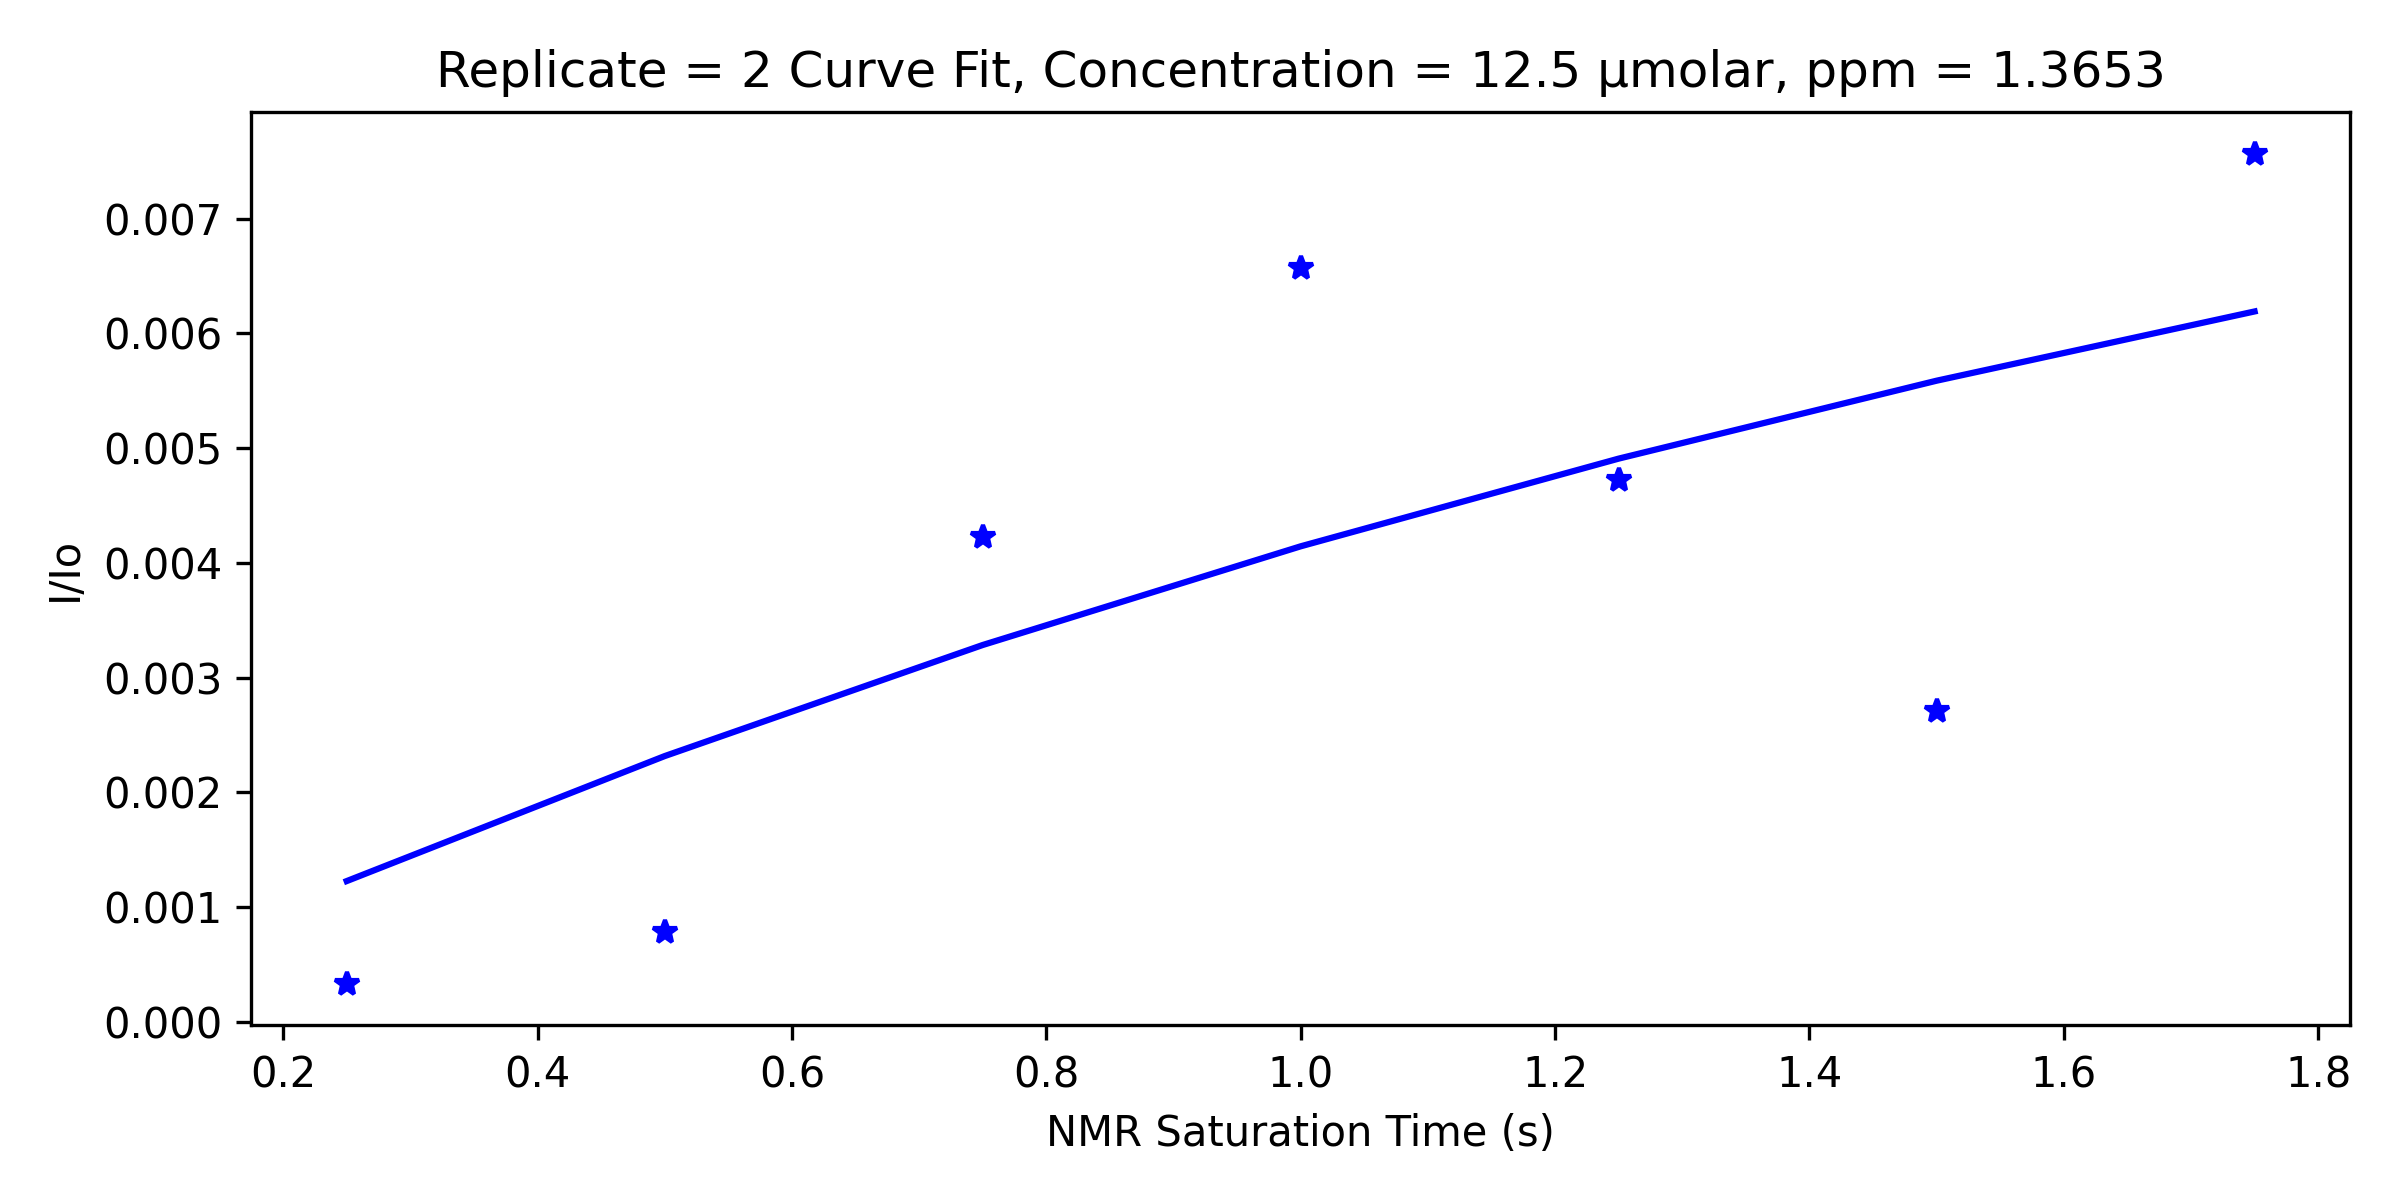 Replicate = 2 Curve Fit, Concentration = 12.5 µmolar, ppm = 1.3653
0.007
0.006
0.005
0.004
0.003
0.002
0.001
0.000
I/Io
0.2 0.4 0.6 0.8 1.0 1.2 1.4 1.6 1.8
NMR Saturation Time (s)